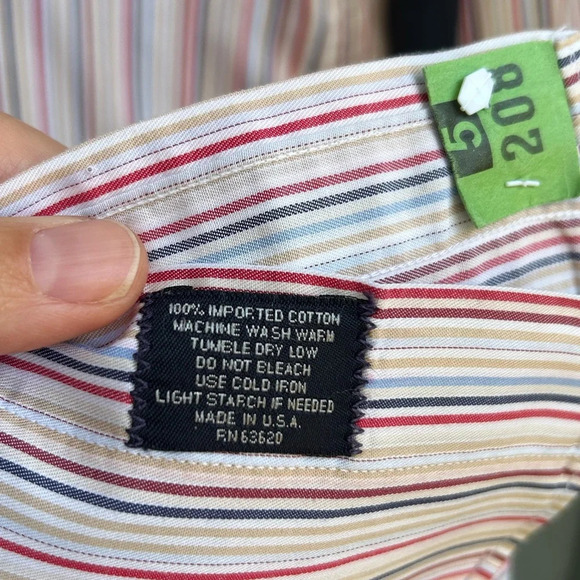 5
208
100% IMPORTED COTTON
MACHINE WASH WARM
TUMBLE DRY LOW
DO NOT BLEACH
USE COLD IRON
LIGHT STARCH IF NEEDED
MADE IN U.S.A.
RN 63620